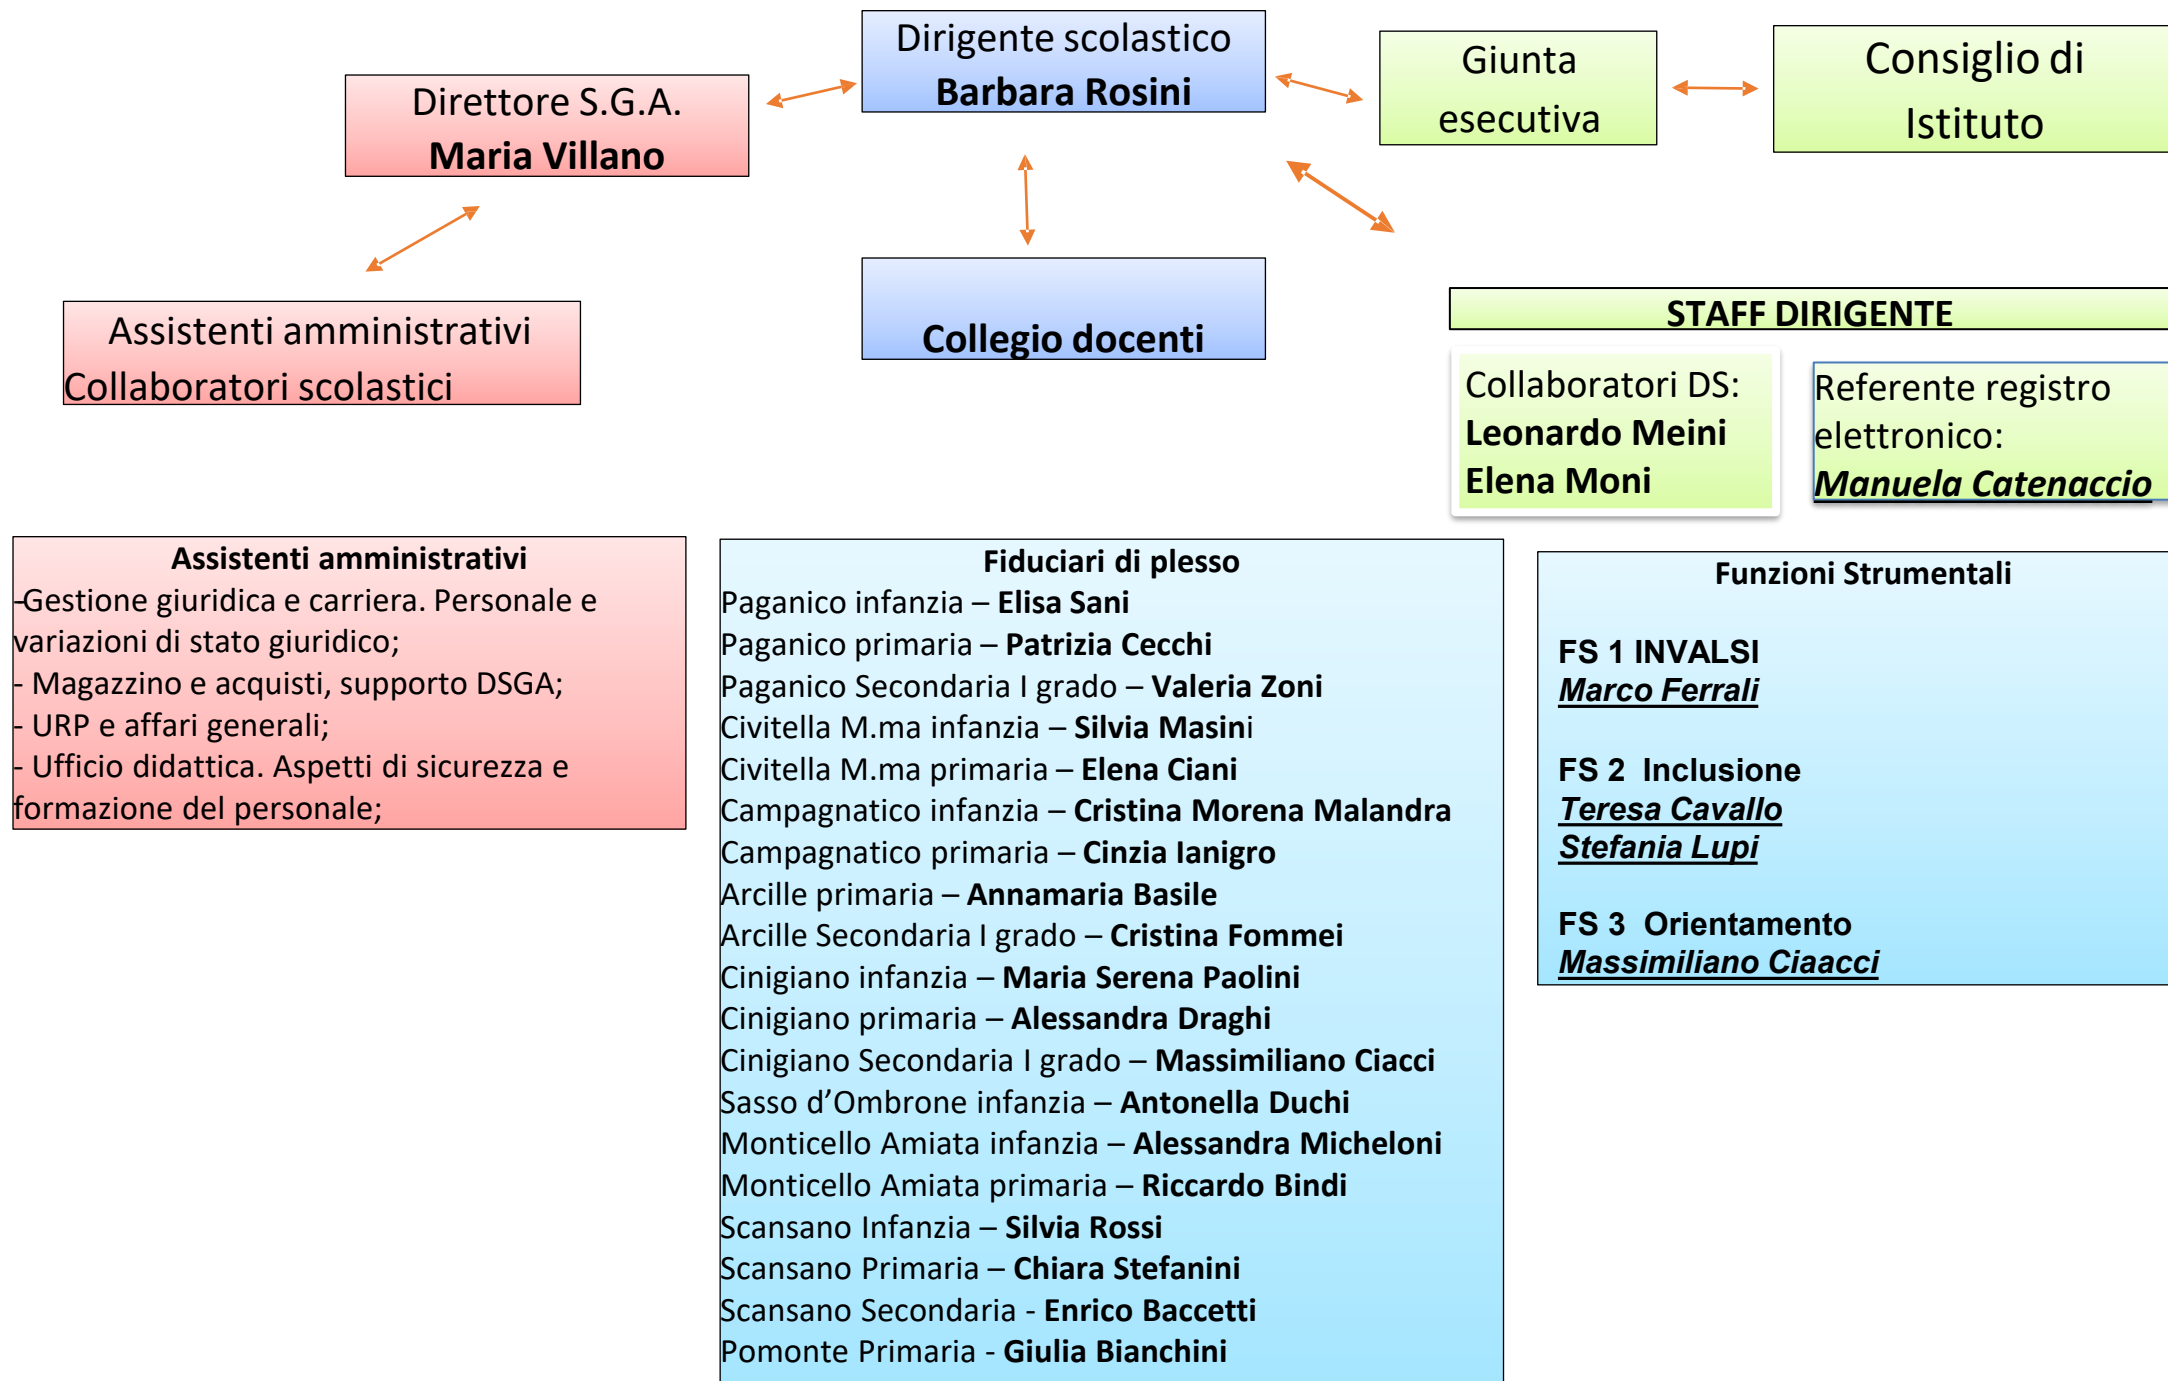 Dirigente scolastico
Barbara Rosini
Direttore S.G.A.
Maria Villano
Giunta
esecutiva
Consiglio di
Istituto
Assistenti amministrativi
Collaboratori scolastici
Collegio docenti
STAFF DIRIGENTE
Collaboratori DS:
Leonardo Meini
Elena Moni
Referente registro
elettronico:
Manuela Catenaccio
Assistenti amministrativi
-Gestione giuridica e carriera. Personale e
variazioni di stato giuridico;
- Magazzino e acquisti, supporto DSGA;
- URP e affari generali;
- Ufficio didattica. Aspetti di sicurezza e
formazione del personale;
Fiduciari di plesso
Paganico infanzia – Elisa Sani
Paganico primaria – Patrizia Cecchi
Paganico Secondaria I grado – Valeria Zoni
Civitella M.ma infanzia – Silvia Masini
Civitella M.ma primaria – Elena Ciani
Campagnatico infanzia – Cristina Morena Malandra
Campagnatico primaria – Cinzia Ianigro
Arcille primaria – Annamaria Basile
Arcille Secondaria I grado – Cristina Fommei
Cinigiano infanzia – Maria Serena Paolini
Cinigiano primaria – Alessandra Draghi
Cinigiano Secondaria I grado – Massimiliano Ciacci
Sasso d’Ombrone infanzia – Antonella Duchi
Monticello Amiata infanzia – Alessandra Micheloni
Monticello Amiata primaria – Riccardo Bindi
Scansano Infanzia – Silvia Rossi
Scansano Primaria – Chiara Stefanini
Scansano Secondaria - Enrico Baccetti
Pomonte Primaria - Giulia Bianchini
Funzioni Strumentali
FS 1 INVALSI
Marco Ferrali
FS 2 Inclusione
Teresa Cavallo
Stefania Lupi
FS 3 Orientamento
Massimiliano Ciaacci